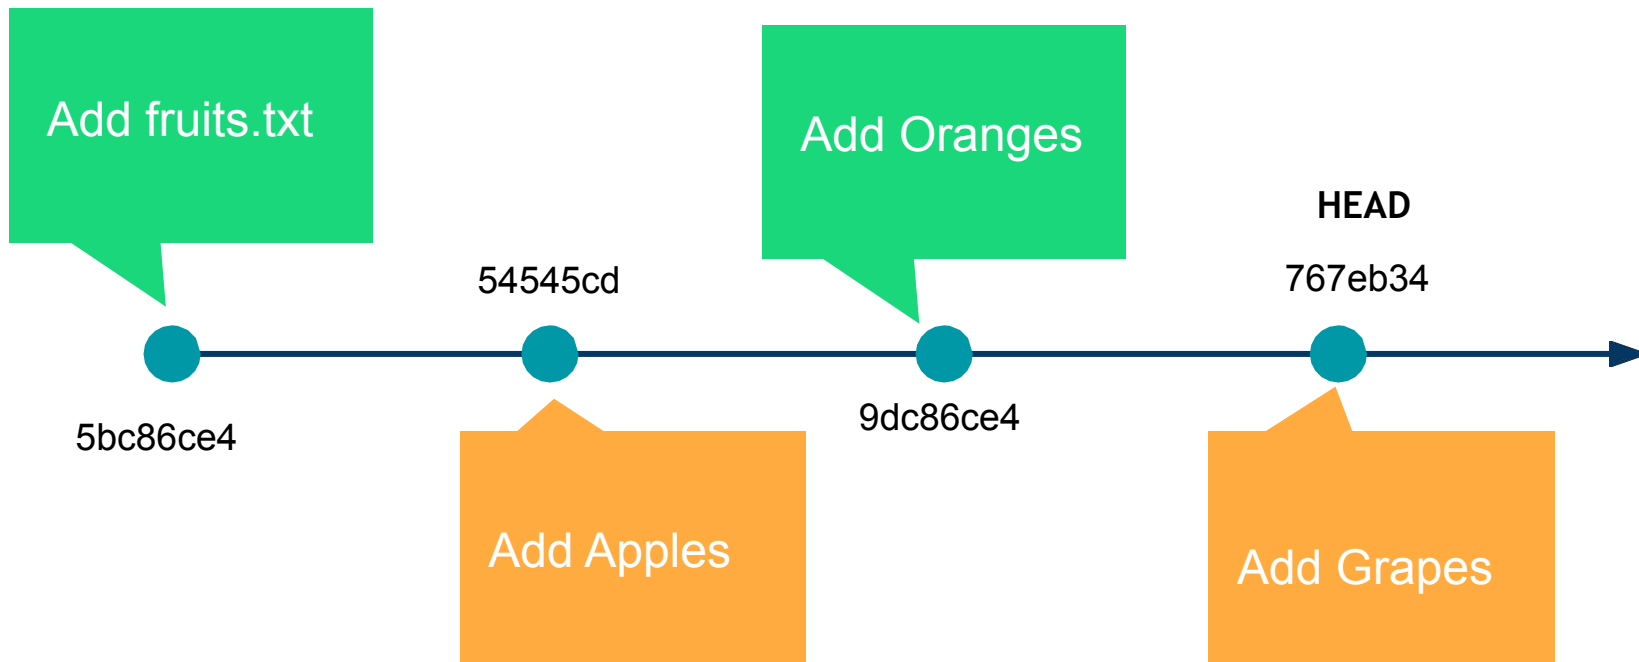 Add fruits.txt
5bc86ce4
54545cd
Add Apples
Add Oranges
9dc86ce4
HEAD
767eb34
Add Grapes